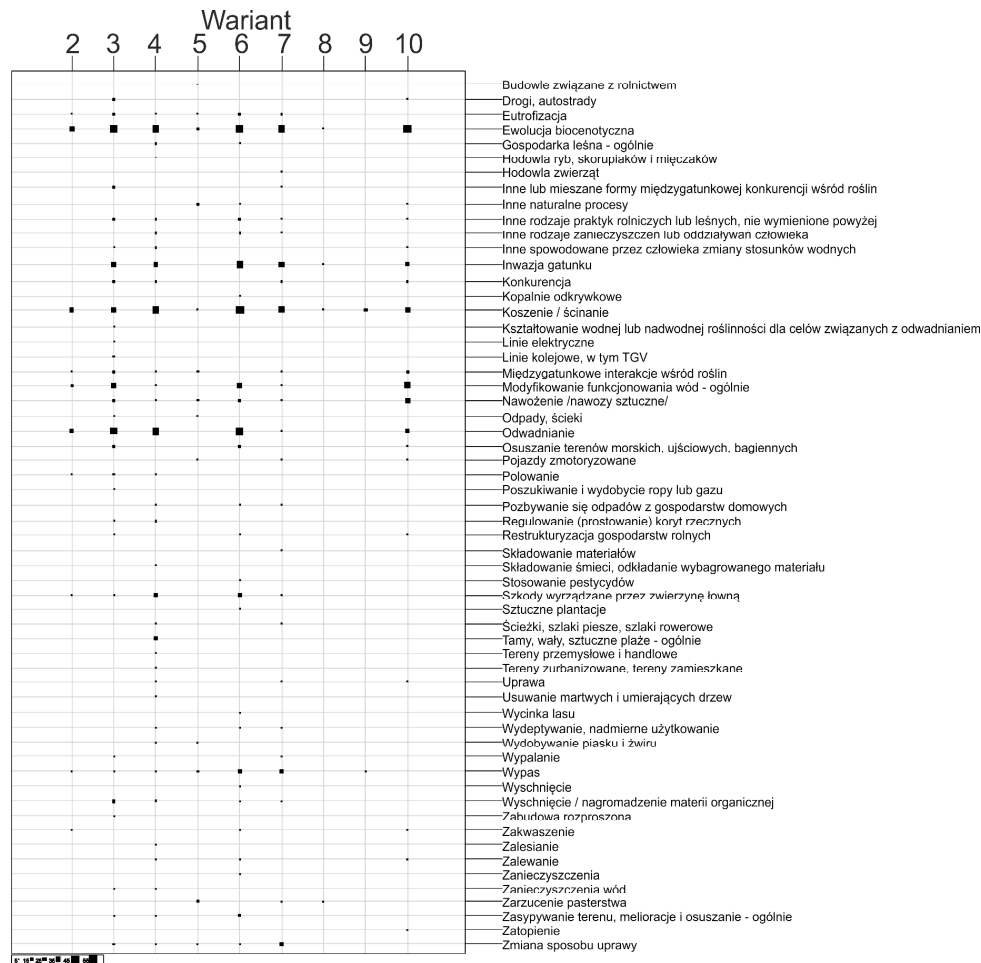 Wariant
2 3 4 5 6 7 8 9 10
Budowle związane z rolnictwem
Drogi, autostrady
Eutrofizacja
Ewolucja biocenotyczna
Gospodarka leśna - ogólnie
Hodowla ryb, skorupiaków i mięczaków
Hodowla zwierząt
Inne lub mieszane formy międzygatunkowej konkurencji wśród roślin
Inne naturalne procesy
Inne rodzaje praktyk rolniczych lub leśnych, nie wymienione powyżej
Inne rodzaje zanieczyszczeń lub oddziaływań człowieka
Inne spowodowane przez człowieka zmiany stosunków wodnych
Inwazja gatunku
Konkurencja
Kopalnie odkrywkowe
Koszenie / ścinanie
Kształtowanie wodnej lub nadwodnej roślinności dla celów związanych z odwadnianiem
Linie elektryczne
Linie kolejowe, w tym TGV
Międzygatunkowe interakcje wśród roślin
Modyfikowanie funkcjonowania wód - ogólnie
Nawożenie /nawozy sztuczne/
Odpady, ścieki
Odwadnianie
Osuszanie terenów morskich, ujściowych, bagiennych
Pojazdy zmotoryzowane
Polowanie
Poszukiwanie i wydobycie ropy lub gazu
Pozbywanie się odpadów z gospodarstw domowych
Regulowanie (prostowanie) koryt rzecznych
Restrukturyzacja gospodarstw rolnych
Składowanie materiałów
Składowanie śmieci, odkładanie wybagrowanego materiału
Stosowanie pestycydów
Szkody wyrządzane przez zwierzynę łowną
Sztuczne plantacje
Ścieżki, szlaki piesze, szlaki rowerowe
Tamy, wały, sztuczne plaże - ogólnie
Tereny przemysłowe i handlowe
Tereny zurbanizowane, tereny zamieszkane
Uprawa
Usuwanie martwych i umierających drzew
Wycinka lasu
Wydeptywanie, nadmierne użytkowanie
Wydobywanie piasku i żwiru
Wypalanie
Wypas
Wyschnięcie
Wyschnięcie / nagromadzenie materii organicznej
Zabudowa rozproszona
Zakwaszenie
Zalesianie
Zalewanie
Zanieczyszczenia
Zanieczyszczenia wód
Zarzucenie pasterstwa
Zasypywanie terenu, melioracje i osuszanie - ogólnie
Zatopienie
Zmiana sposobu uprawy